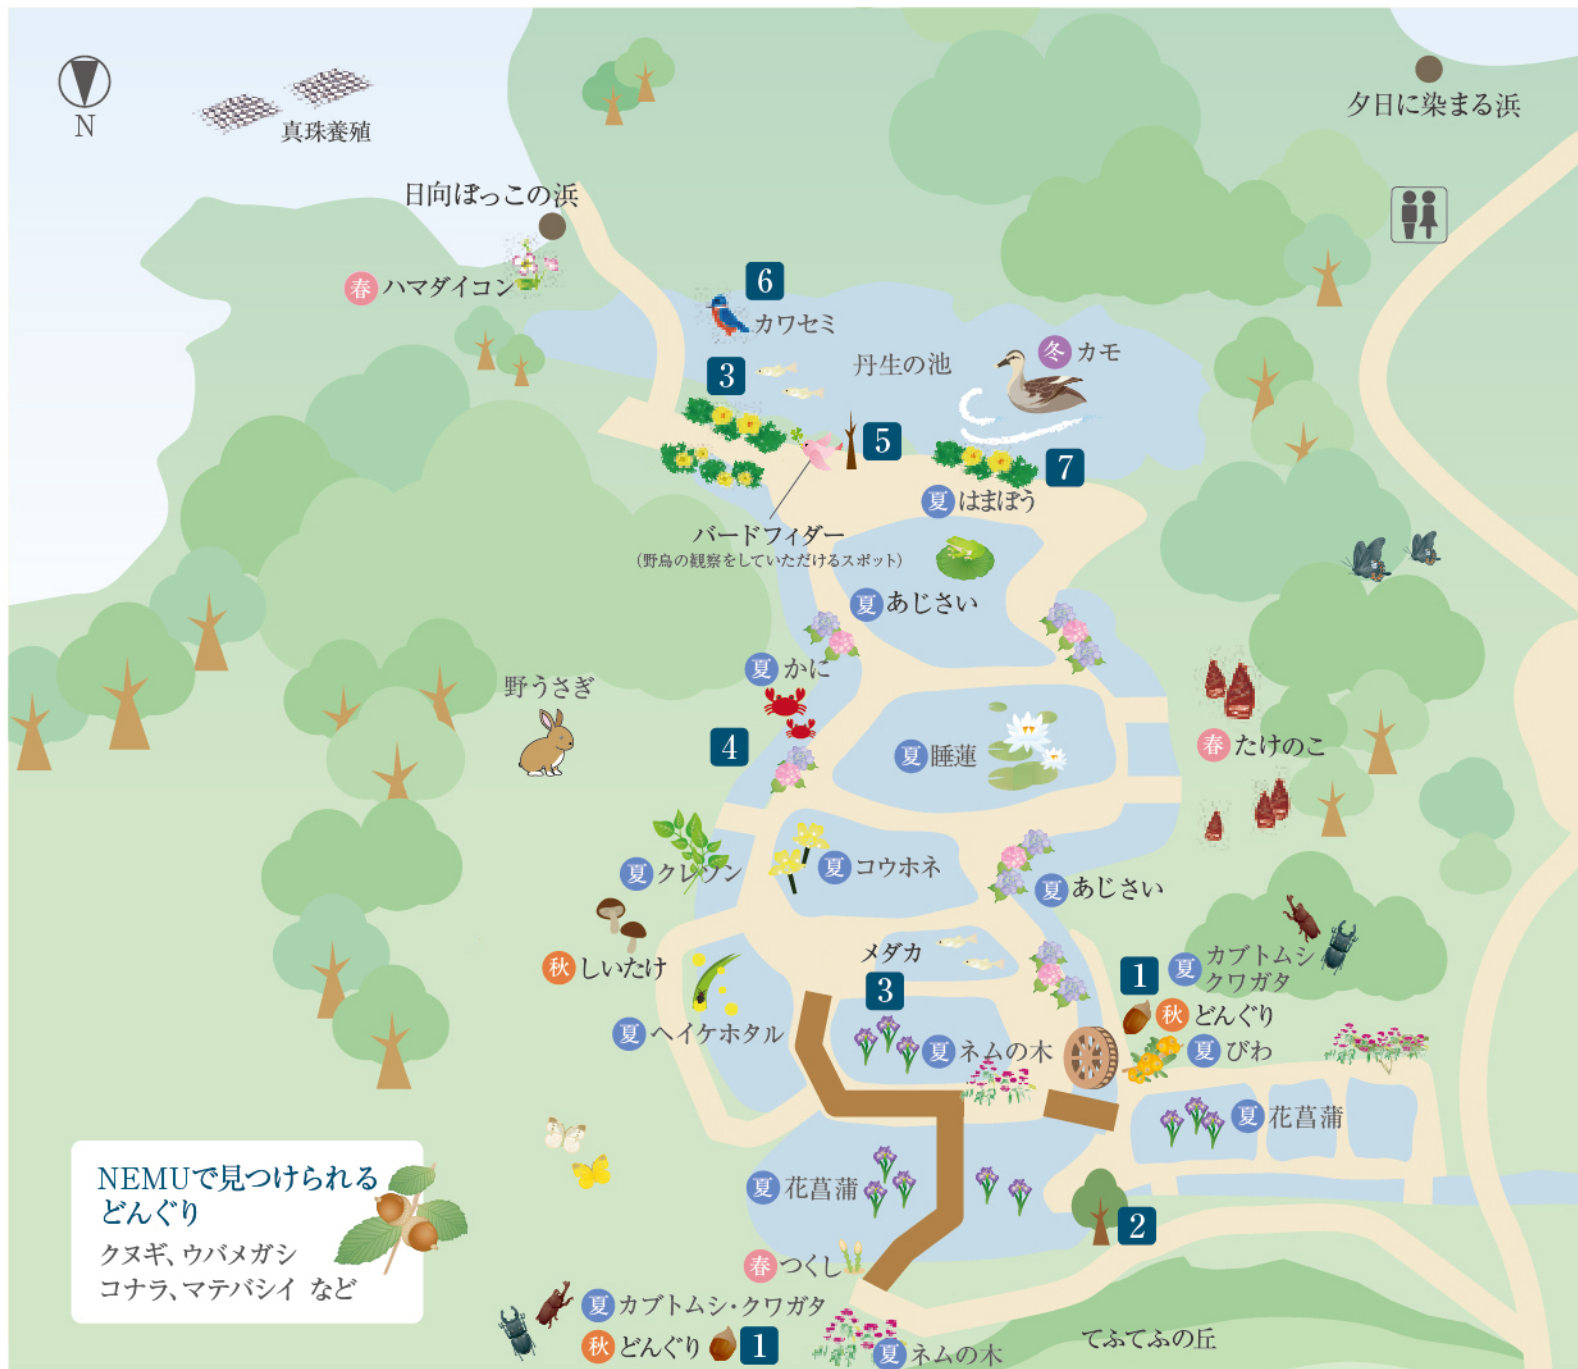 N
真珠養殖
夕日に染まる浜
日向ぼっこの浜
春 ハマダイコン
6
カワセミ
3
丹生の池
冬 カモ
5
7
夏 はまぼう
バードフィダー
(野鳥の観察をしていただけるスポット)
夏 あじさい
夏 かに
野うさぎ
4
夏 睡蓮
春 たけのこ
夏 クレソン
夏 コウホネ
夏 あじさい
秋 しいたけ
メダカ
3
1
夏 カブトムシ
クワガタ
秋 どんぐり
夏 ヘイケホタル
夏 ネムの木
夏 びわ
夏 花菖蒲
NEMUで見つけられる
どんぐり
クヌギ、ウバメガシ
コナラ、マテバシイ など
夏 花菖蒲
2
春 つくし
夏 カブトムシ・クワガタ
秋 どんぐり 1
夏 ネムの木
てふてふの丘